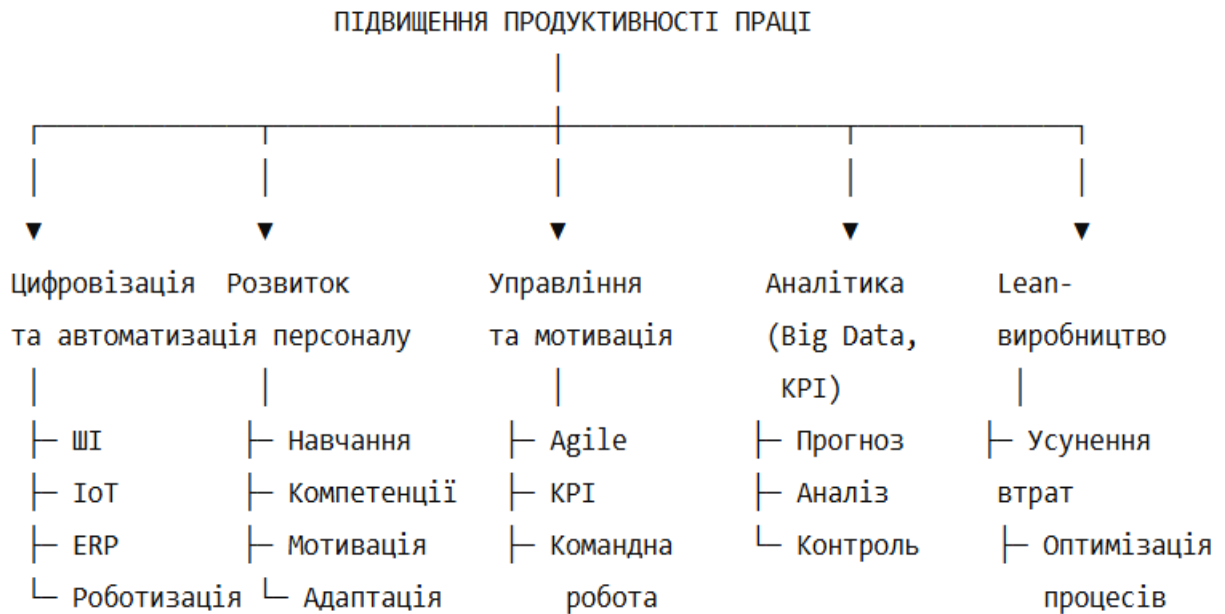 ПІДВИЩЕННЯ ПРОДУКТИВНОСТІ ПРАЦІ
Цифровізація Розвиток Управління Аналітика Lean-
та автоматизація персоналу та мотивація (Big Data, виробництво
KPI)
ШІ Навчання Agile Прогноз Усунення
IoT Компетенції KPI Аналіз втрат
ERP Мотивація Командна Контроль Оптимізація
Роботизація Адаптація робота процесів